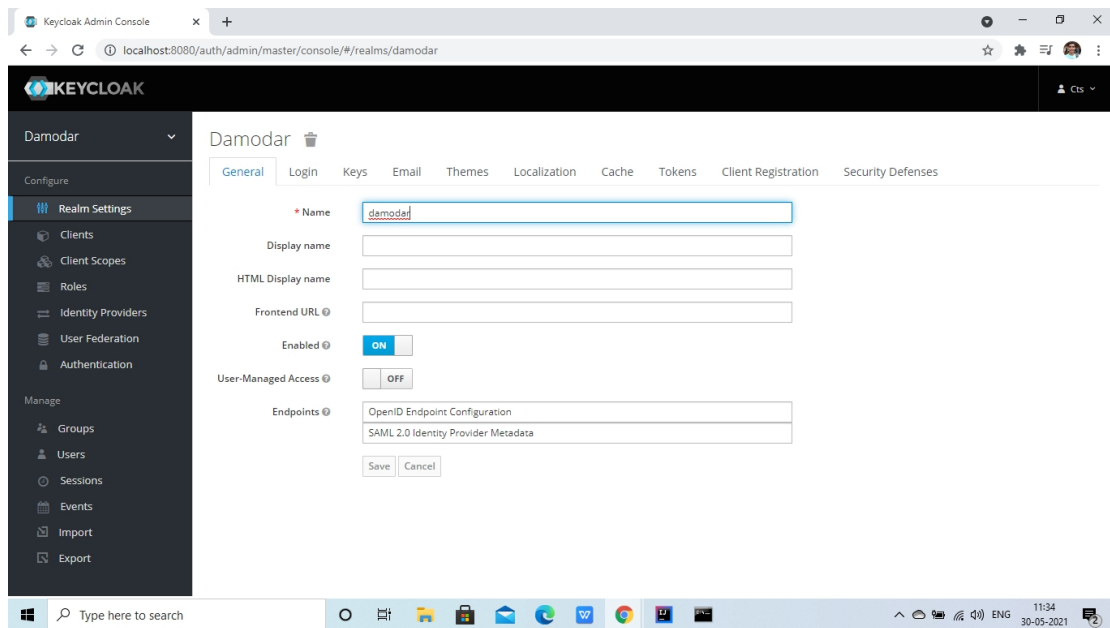 Keycloak Admin Console
localhost:8080/auth/admin/master/console/#/realms/damodar
KEYCLOAK
Cts
Damodar
Configure
Realm Settings
Clients
Client Scopes
Roles
Identity Providers
User Federation
Authentication
Manage
Groups
Users
Sessions
Events
Import
Export
Damodar
General Login Keys Email Themes Localization Cache Tokens Client Registration Security Defenses
* Name damodar
Display name
HTML Display name
Frontend URL
Enabled ON
User-Managed Access OFF
Endpoints OpenID Endpoint Configuration
SAML 2.0 Identity Provider Metadata
Save Cancel
Type here to search
ENG
11:34
30-05-2021
2